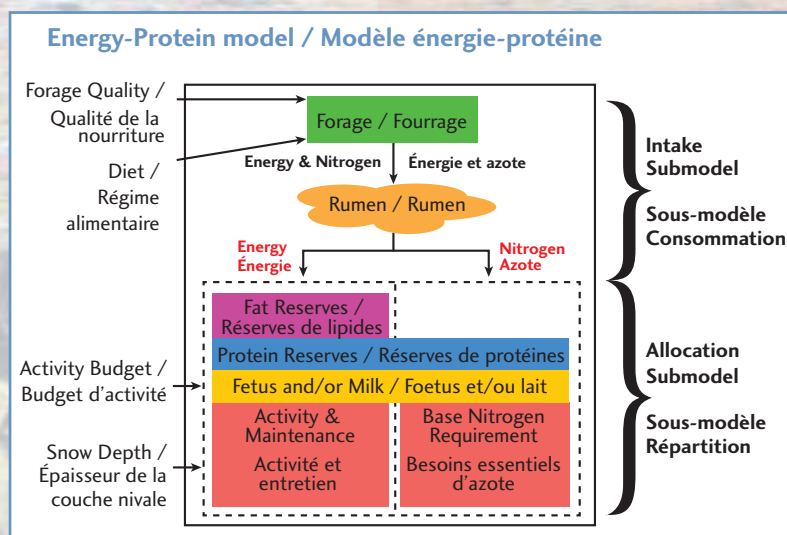 Energy-Protein model / Modèle énergie-protéine
Forage Quality /
Qualité de la
nourriture
Diet /
Régime
alimentaire
Forage / Fourrage
Energy & Nitrogen
Énergie et azote
Rumen / Rumen
Energy
Énergie
Nitrogen
Azote
Intake
Submodel
Sous-modèle
Consommation
Fat Reserves /
Réserves de lipides
Protein Reserves / Réserves de protéines
Fetus and/or Milk / Foetus et/ou lait
Activity &
Maintenance
Activité et
entretien
Base Nitrogen
Requirement
Besoins essentiels
d'azote
Activity Budget /
Budget d'activité
Snow Depth /
Épaisseur de la
couche nivale
Allocation
Submodel
Sous-modèle
Répartition